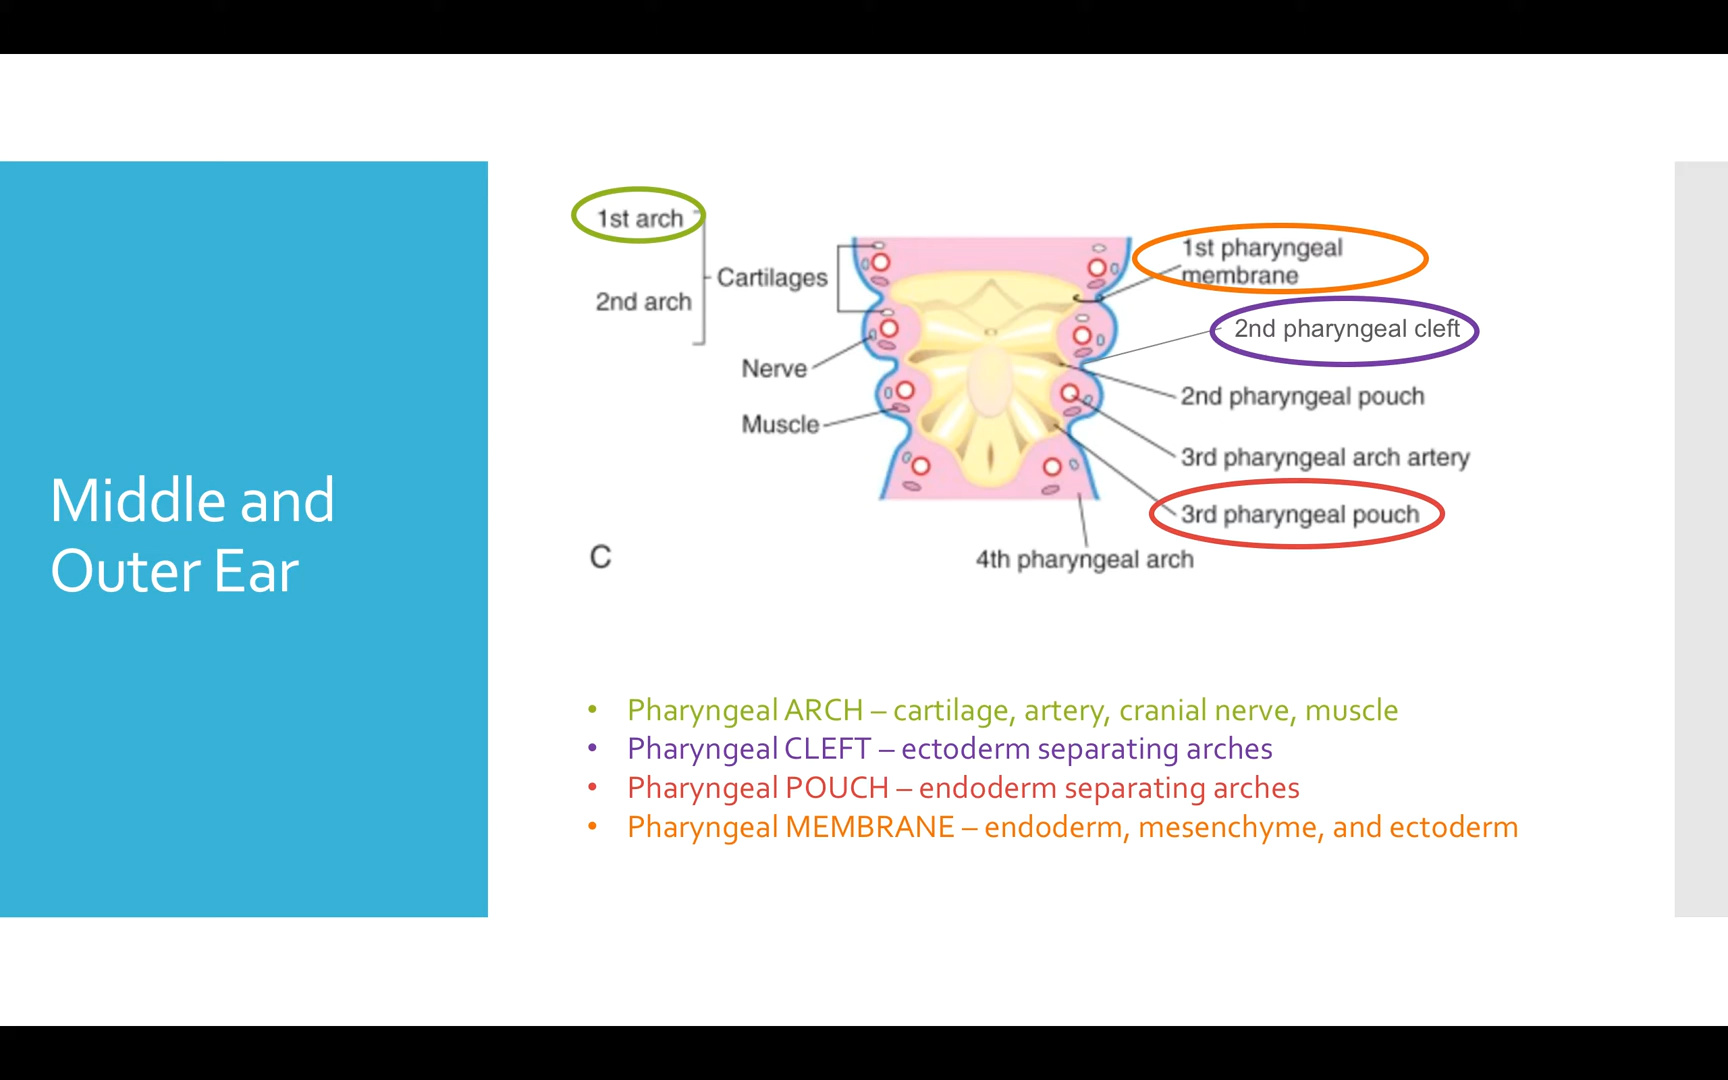 Middle and
Outer Ear
1st arch
2nd arch
Cartilages
Nerve
Muscle
C
1st pharyngeal
membrane
2nd pharyngeal cleft
2nd pharyngeal pouch
3rd pharyngeal arch artery
3rd pharyngeal pouch
4th pharyngeal arch
• Pharyngeal ARCH – cartilage, artery, cranial nerve, muscle
• Pharyngeal CLEFT – ectoderm separating arches
• Pharyngeal POUCH – endoderm separating arches
• Pharyngeal MEMBRANE – endoderm, mesenchyme, and ectoderm